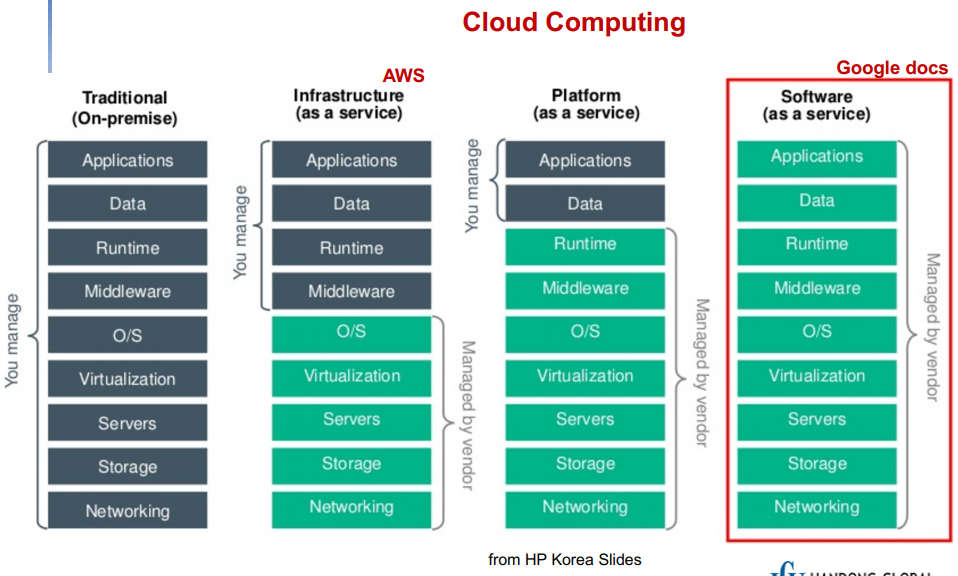 Cloud Computing
AWS
Google docs
Traditional
(On-premise)
You manage
Applications
Data
Runtime
Middleware
O/S
Virtualization
Servers
Storage
Networking
Infrastructure
(as a service)
You manage
Applications
Data
Runtime
Middleware
O/S
Virtualization
Servers
Storage
Networking
Managed by vendor
Platform
(as a service)
You manage
Applications
Data
Runtime
Middleware
O/S
Virtualization
Servers
Storage
Networking
Managed by vendor
Software
(as a service)
Applications
Data
Runtime
Middleware
O/S
Virtualization
Servers
Storage
Networking
Managed by vendor
from HP Korea Slides
HANDONG GLOBAL